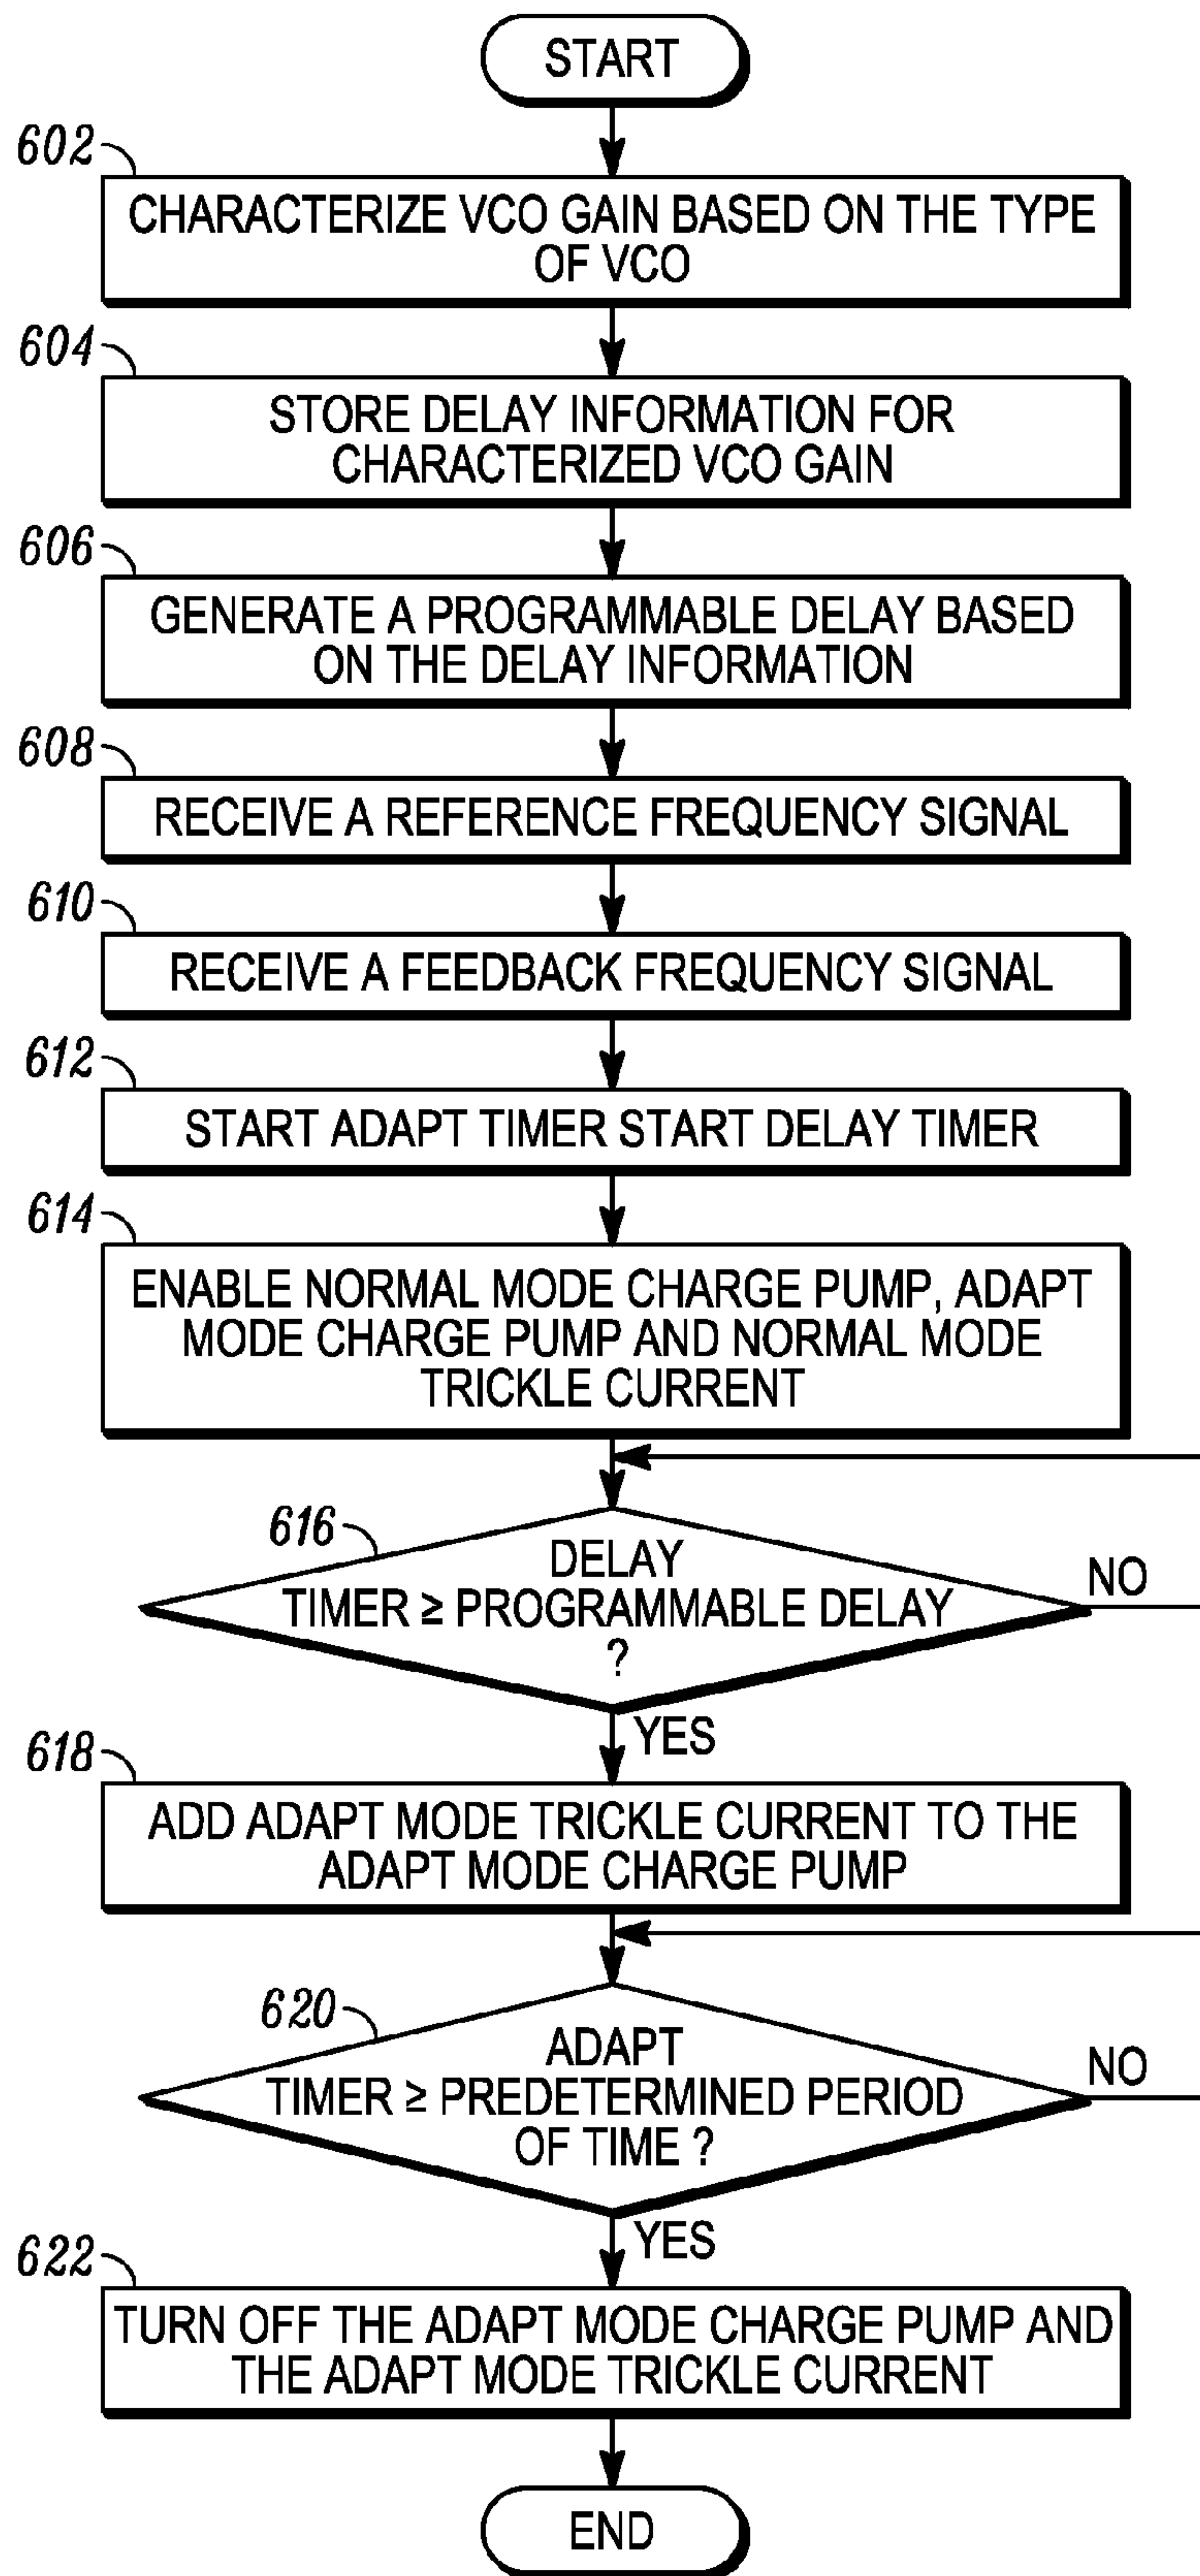 START
602
CHARACTERIZE VCO GAIN BASED ON THE TYPE
OF VCO
604
STORE DELAY INFORMATION FOR
CHARACTERIZED VCO GAIN
606
GENERATE A PROGRAMMABLE DELAY BASED
ON THE DELAY INFORMATION
608
RECEIVE A REFERENCE FREQUENCY SIGNAL
610
RECEIVE A FEEDBACK FREQUENCY SIGNAL
612
START ADAPT TIMER START DELAY TIMER
614
ENABLE NORMAL MODE CHARGE PUMP, ADAPT
MODE CHARGE PUMP AND NORMAL MODE
TRICKLE CURRENT
616
DELAY
TIMER ≥ PROGRAMMABLE DELAY
?
NO
YES
618
ADD ADAPT MODE TRICKLE CURRENT TO THE
ADAPT MODE CHARGE PUMP
620
ADAPT
TIMER ≥ PREDETERMINED PERIOD
OF TIME ?
NO
YES
622
TURN OFF THE ADAPT MODE CHARGE PUMP AND
THE ADAPT MODE TRICKLE CURRENT
END